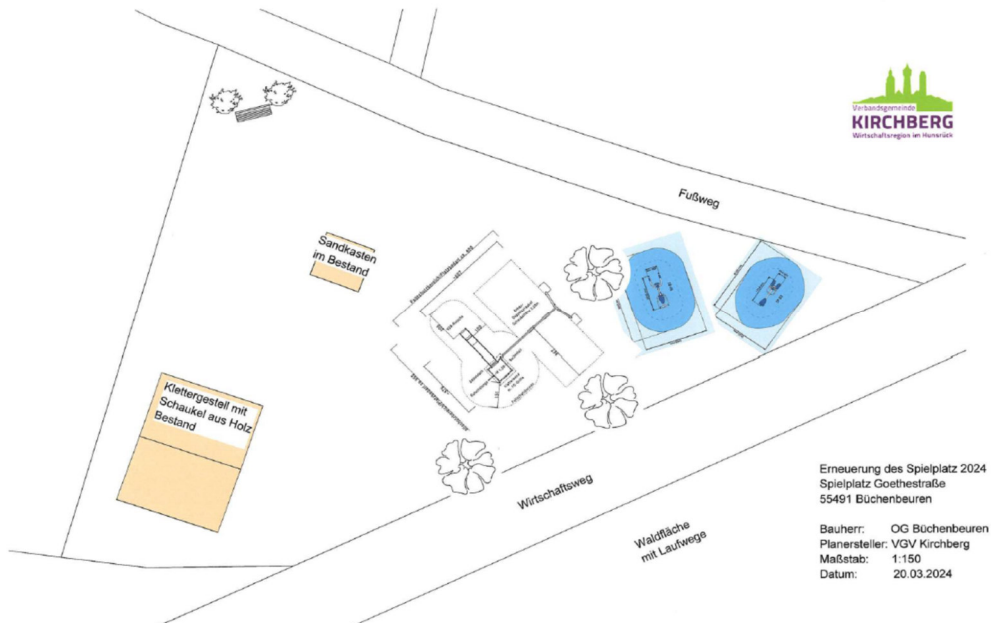 Verbandsgemeinde
KIRCHBERG
Wirtschaftsregion im Hunsrück
Fußweg
Sandkasten
im Bestand
Klettergestell mit
Schaukel aus Holz
Bestand
Wirtschaftsweg
Waldfläche
mit Laufwege
Erneuerung des Spielplatz 2024
Spielplatz Goethestraße
55491 Büchenbeuren
Bauherr: OG Büchenbeuren
Planersteller: VGV Kirchberg
Maßstab: 1:150
Datum: 20.03.2024